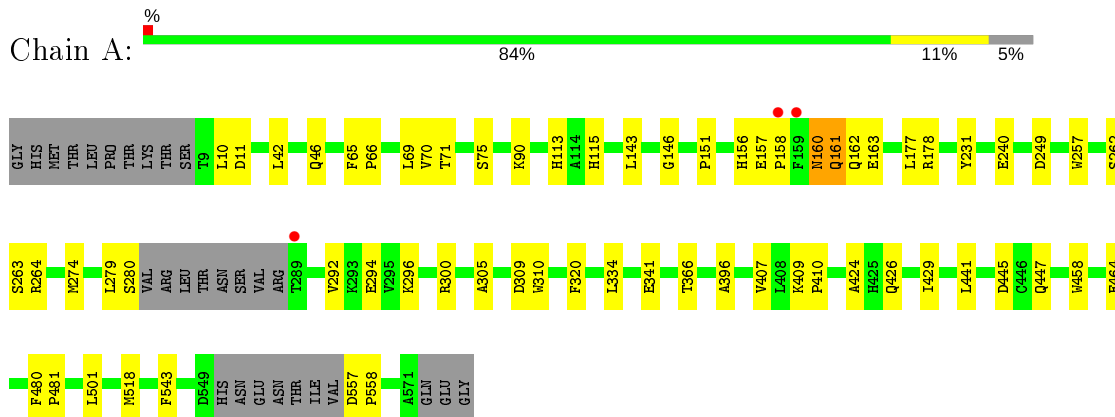 %
Chain A:
84% 11% 5%
GLY HIS MET THR LEU PRO THR LYS THR SER T9 L10 D11 L42 Q46 F65 P66 L69 V70 T71 S75 K90 H113 A114 H115 L143 G146 P151 H156 E157 P158 F159 N160 Q161 Q162 E163 L177 R178 Y231 E240 D249 W257 S262
S263 R264 M274 L279 S280 VAL ARG LEU THR ASN SER VAL ARG T289 V292 K293 E294 V295 K296 R300 A305 D309 W310 F320 L334 E341 T366 A396 V407 L408 K409 P410 A424 H425 Q426 I429 L441 D445 C446 Q447 W458
F480 P481 L501 M518 F543 D549 HIS ASN GLU ASN THR ILE VAL D557 P558 A571 GLN GLU GLY